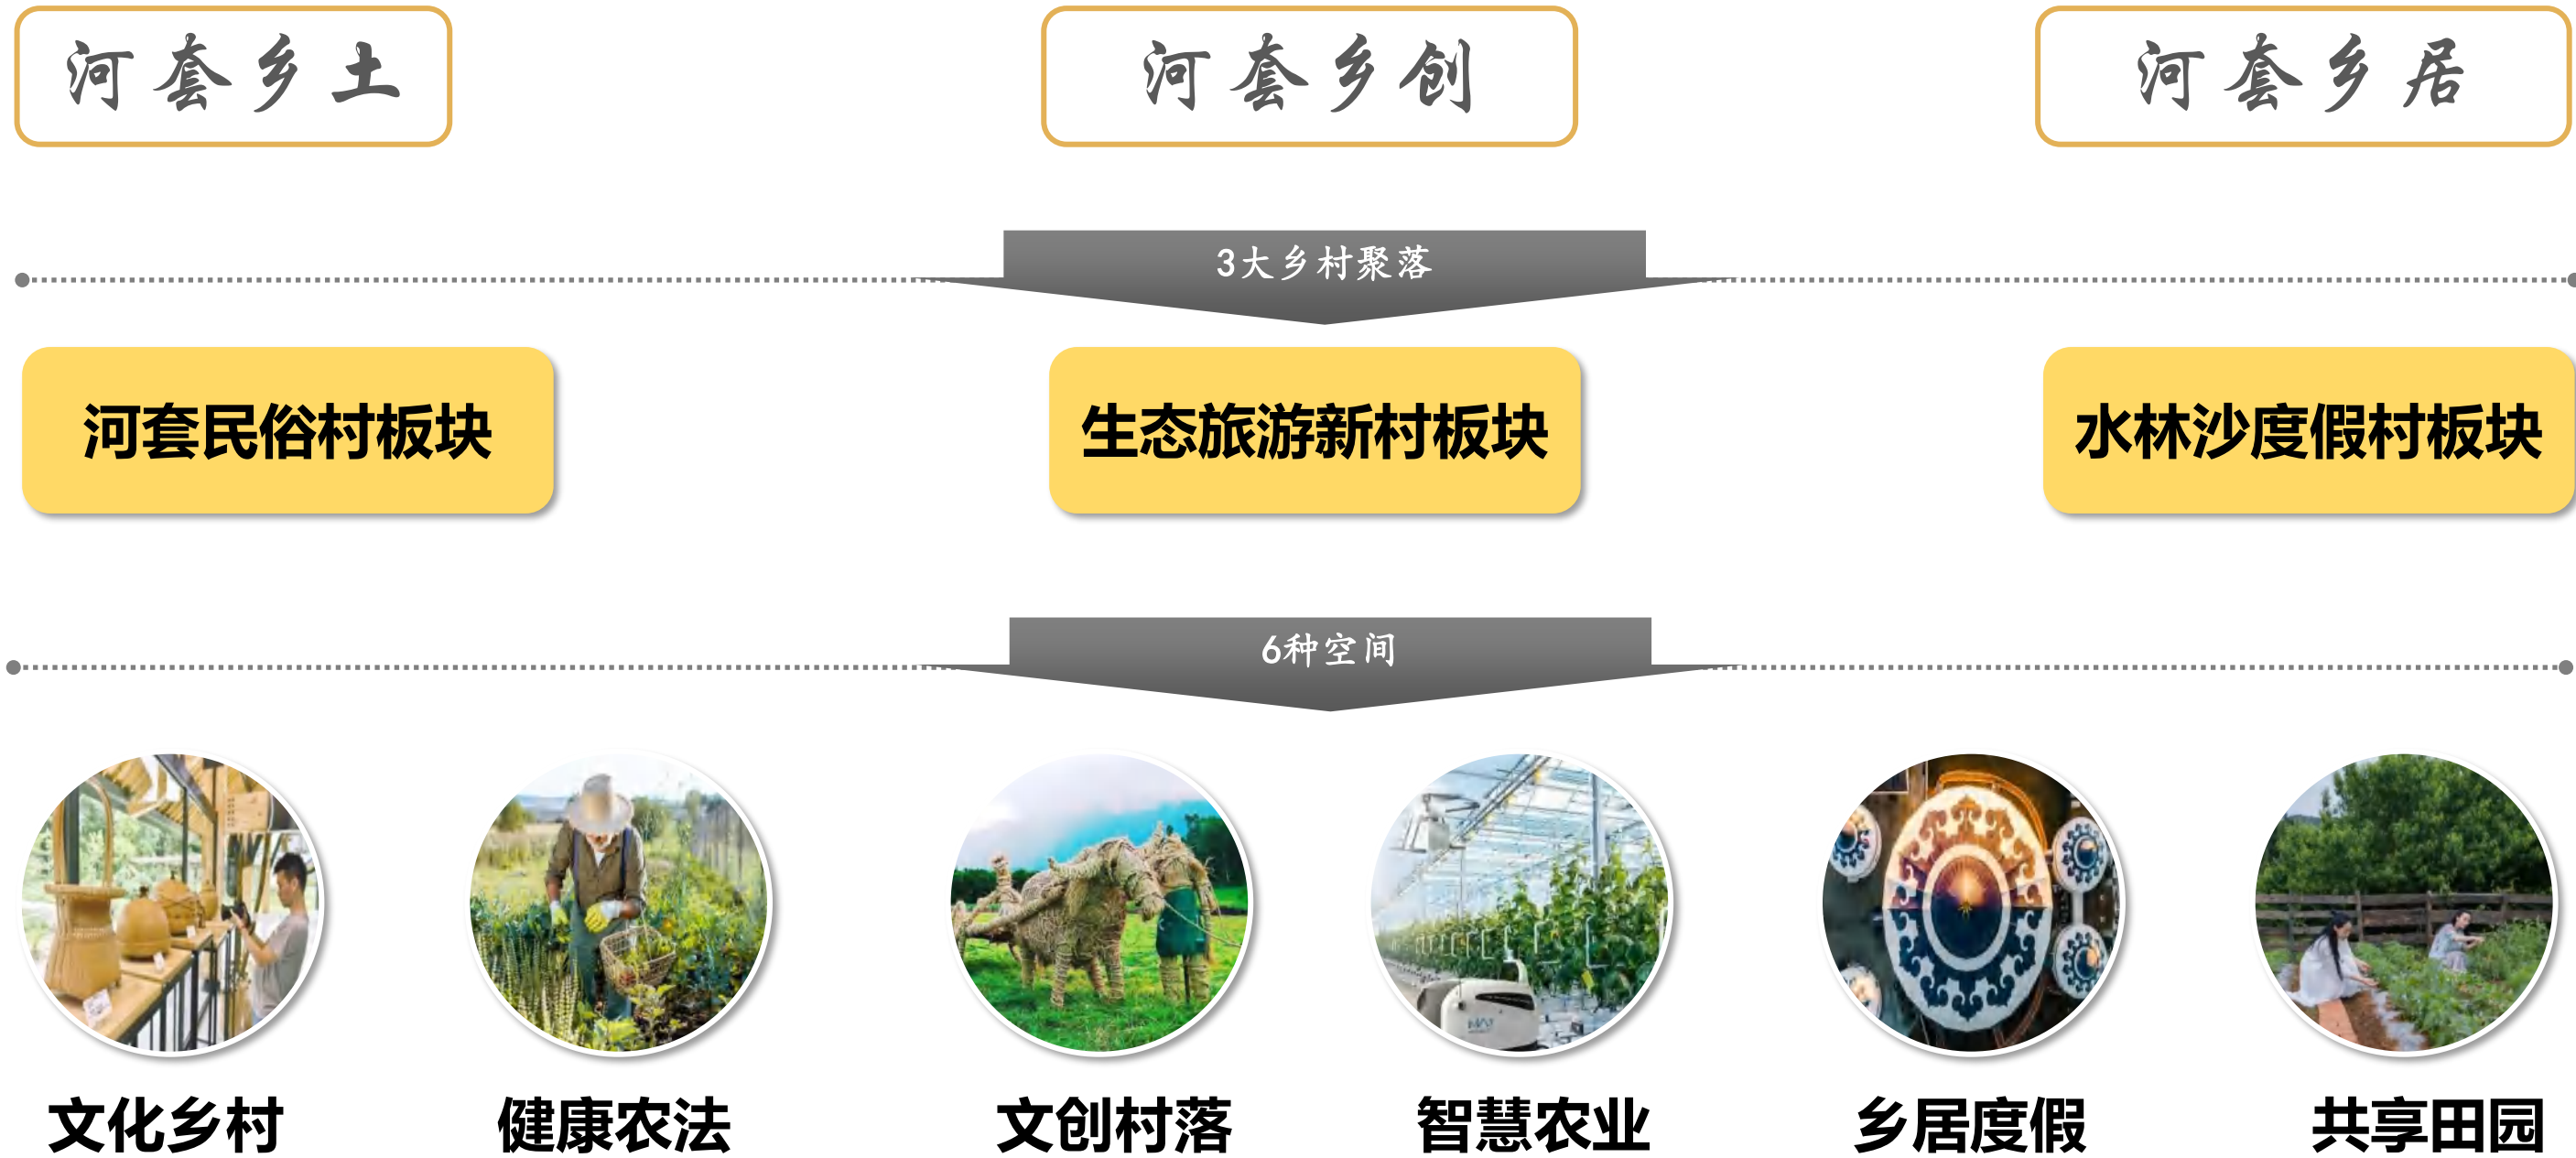 河套乡土
河套乡创
河套乡居
3大乡村聚落
河套民俗村板块
生态旅游新村板块
水林沙度假村板块
6种空间
文化乡村
健康农法
文创村落
智慧农业
乡居度假
共享田园